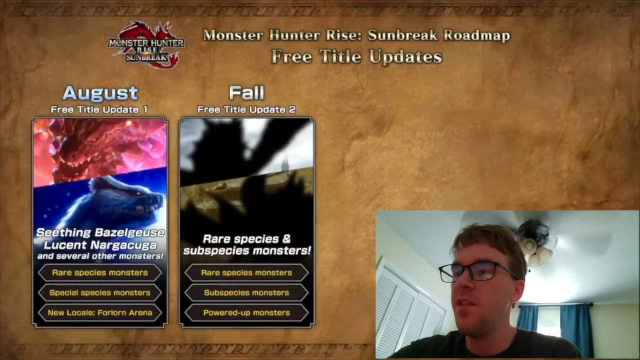 MONSTER HUNTER
RISE
SUNBREAK
Monster Hunter Rise: Sunbreak Roadmap
Free Title Updates
August
Free Title Update 1
Seething Bazelgeuse
Lucent Nargacuga
and several other monsters!
Rare species monsters
Special species monsters
New Locale: Forlorn Arena
Fall
Free Title Update 2
Rare species &
subspecies monsters!
Rare species monsters
Subspecies monsters
Powered-up monsters